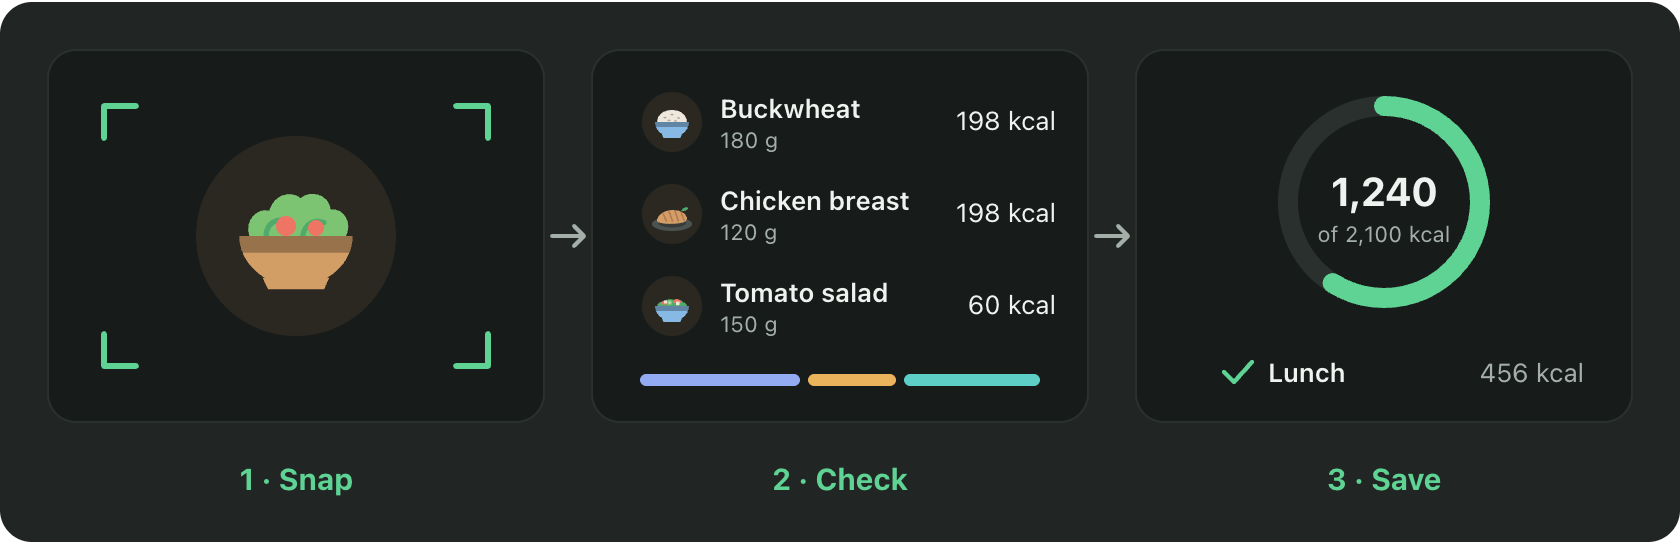 Buckwheat
180 g
198 kcal
Chicken breast
120 g
198 kcal
Tomato salad
150 g
60 kcal
1,240
of 2,100 kcal
Lunch
456 kcal
1 · Snap
2 · Check
3 · Save